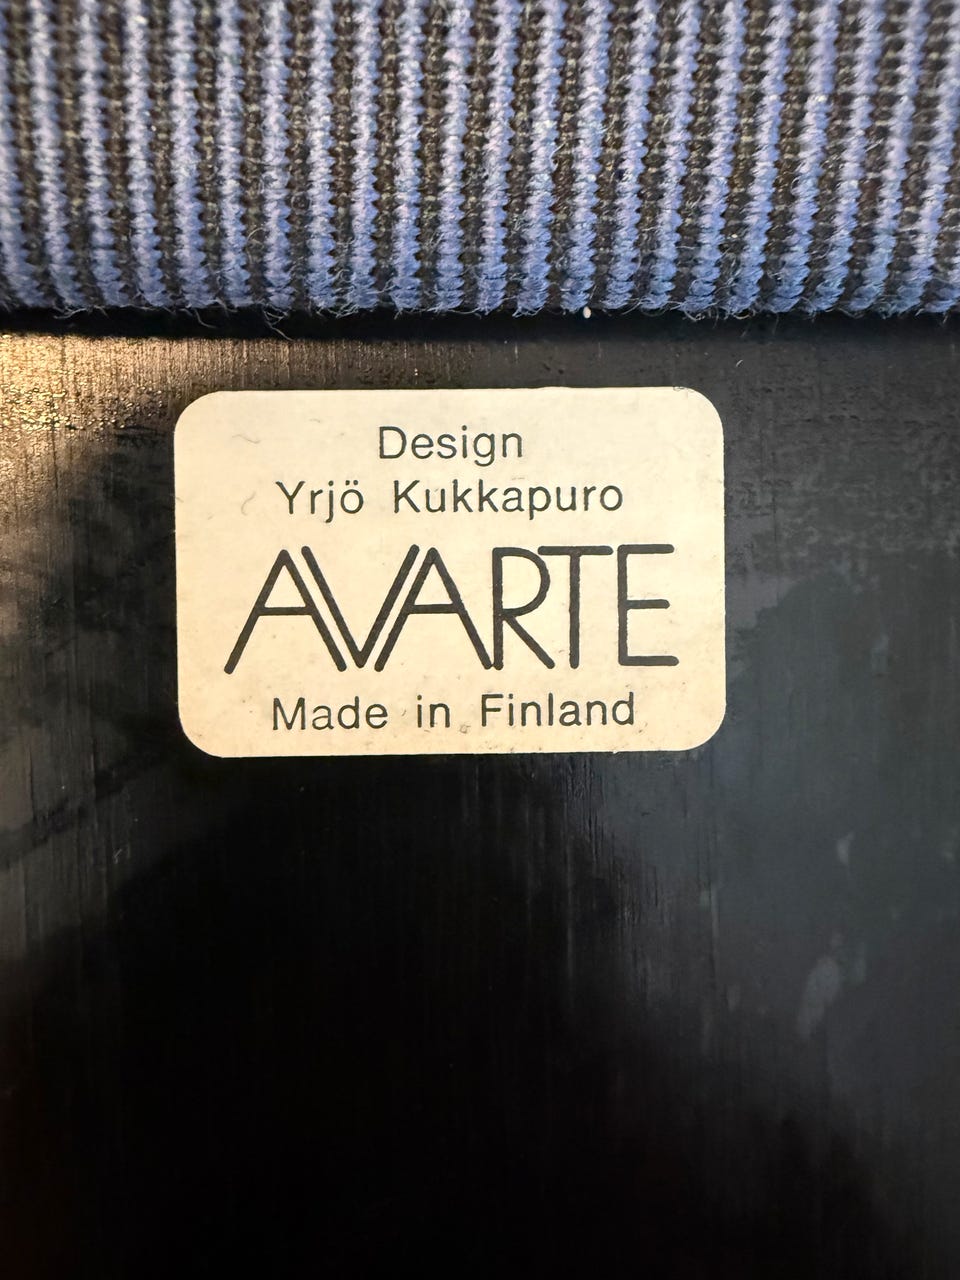 Design
Yrjö Kukkapuro
AVARTE
Made in Finland